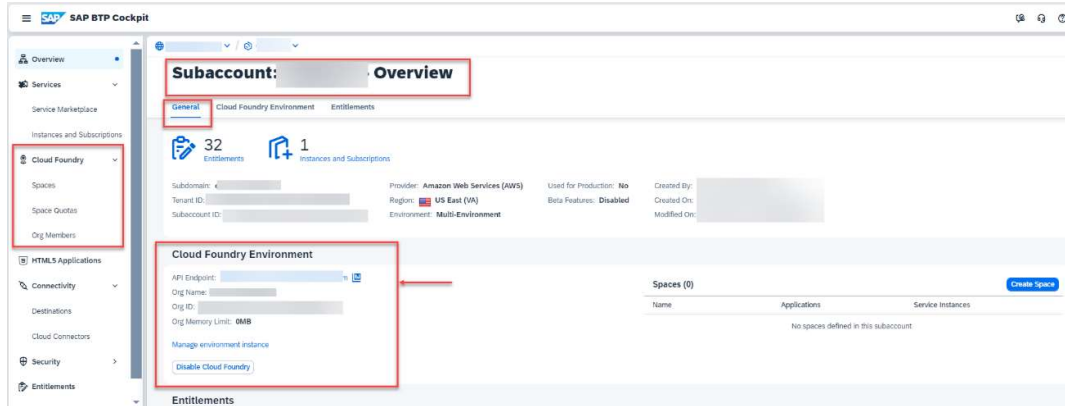 SAP SAP BTP Cockpit
Overview
Services
Service Marketplace
Instances and Subscriptions
Cloud Foundry
Spaces
Space Quotas
Org Members
HTML5 Applications
Connectivity
Destinations
Cloud Connectors
Security
Entitlements
/
Subaccount: - Overview
General Cloud Foundry Environment Entitlements
32
Entitlements
1
Instances and Subscriptions
Subdomain:
Tenant ID:
Subaccount ID:
Provider: Amazon Web Services (AWS)
Region: US East (VA)
Environment: Multi-Environment
Used for Production: No
Beta Features: Disabled
Created By:
Created On:
Modified On:
Cloud Foundry Environment
API Endpoint:
Org Name:
Org ID:
Org Memory Limit: 0MB
Manage environment instance
Disable Cloud Foundry
Spaces (0) Create Space
Name Applications Service Instances
No spaces defined in this subaccount
Entitlements